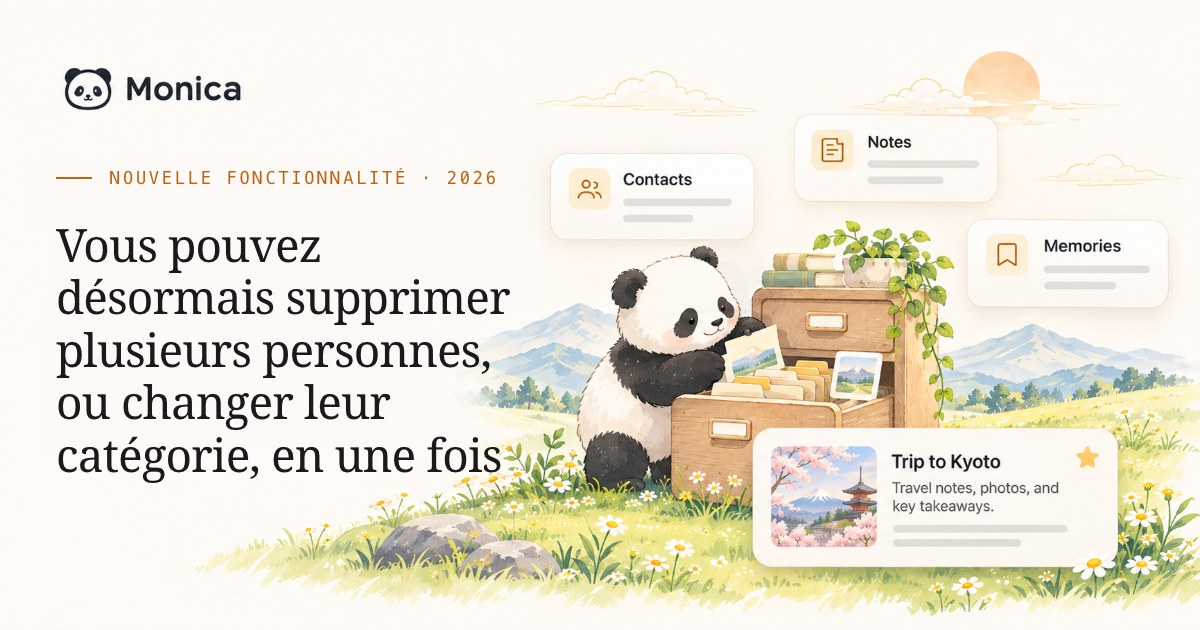 Monica
NOUVELLE FONCTIONNALITÉ · 2026
Vous pouvez
désormais supprimer
plusieurs personnes,
ou changer leur
catégorie, en une fois
Contacts
Notes
Memories
Trip to Kyoto
Travel notes, photos, and
key takeaways.